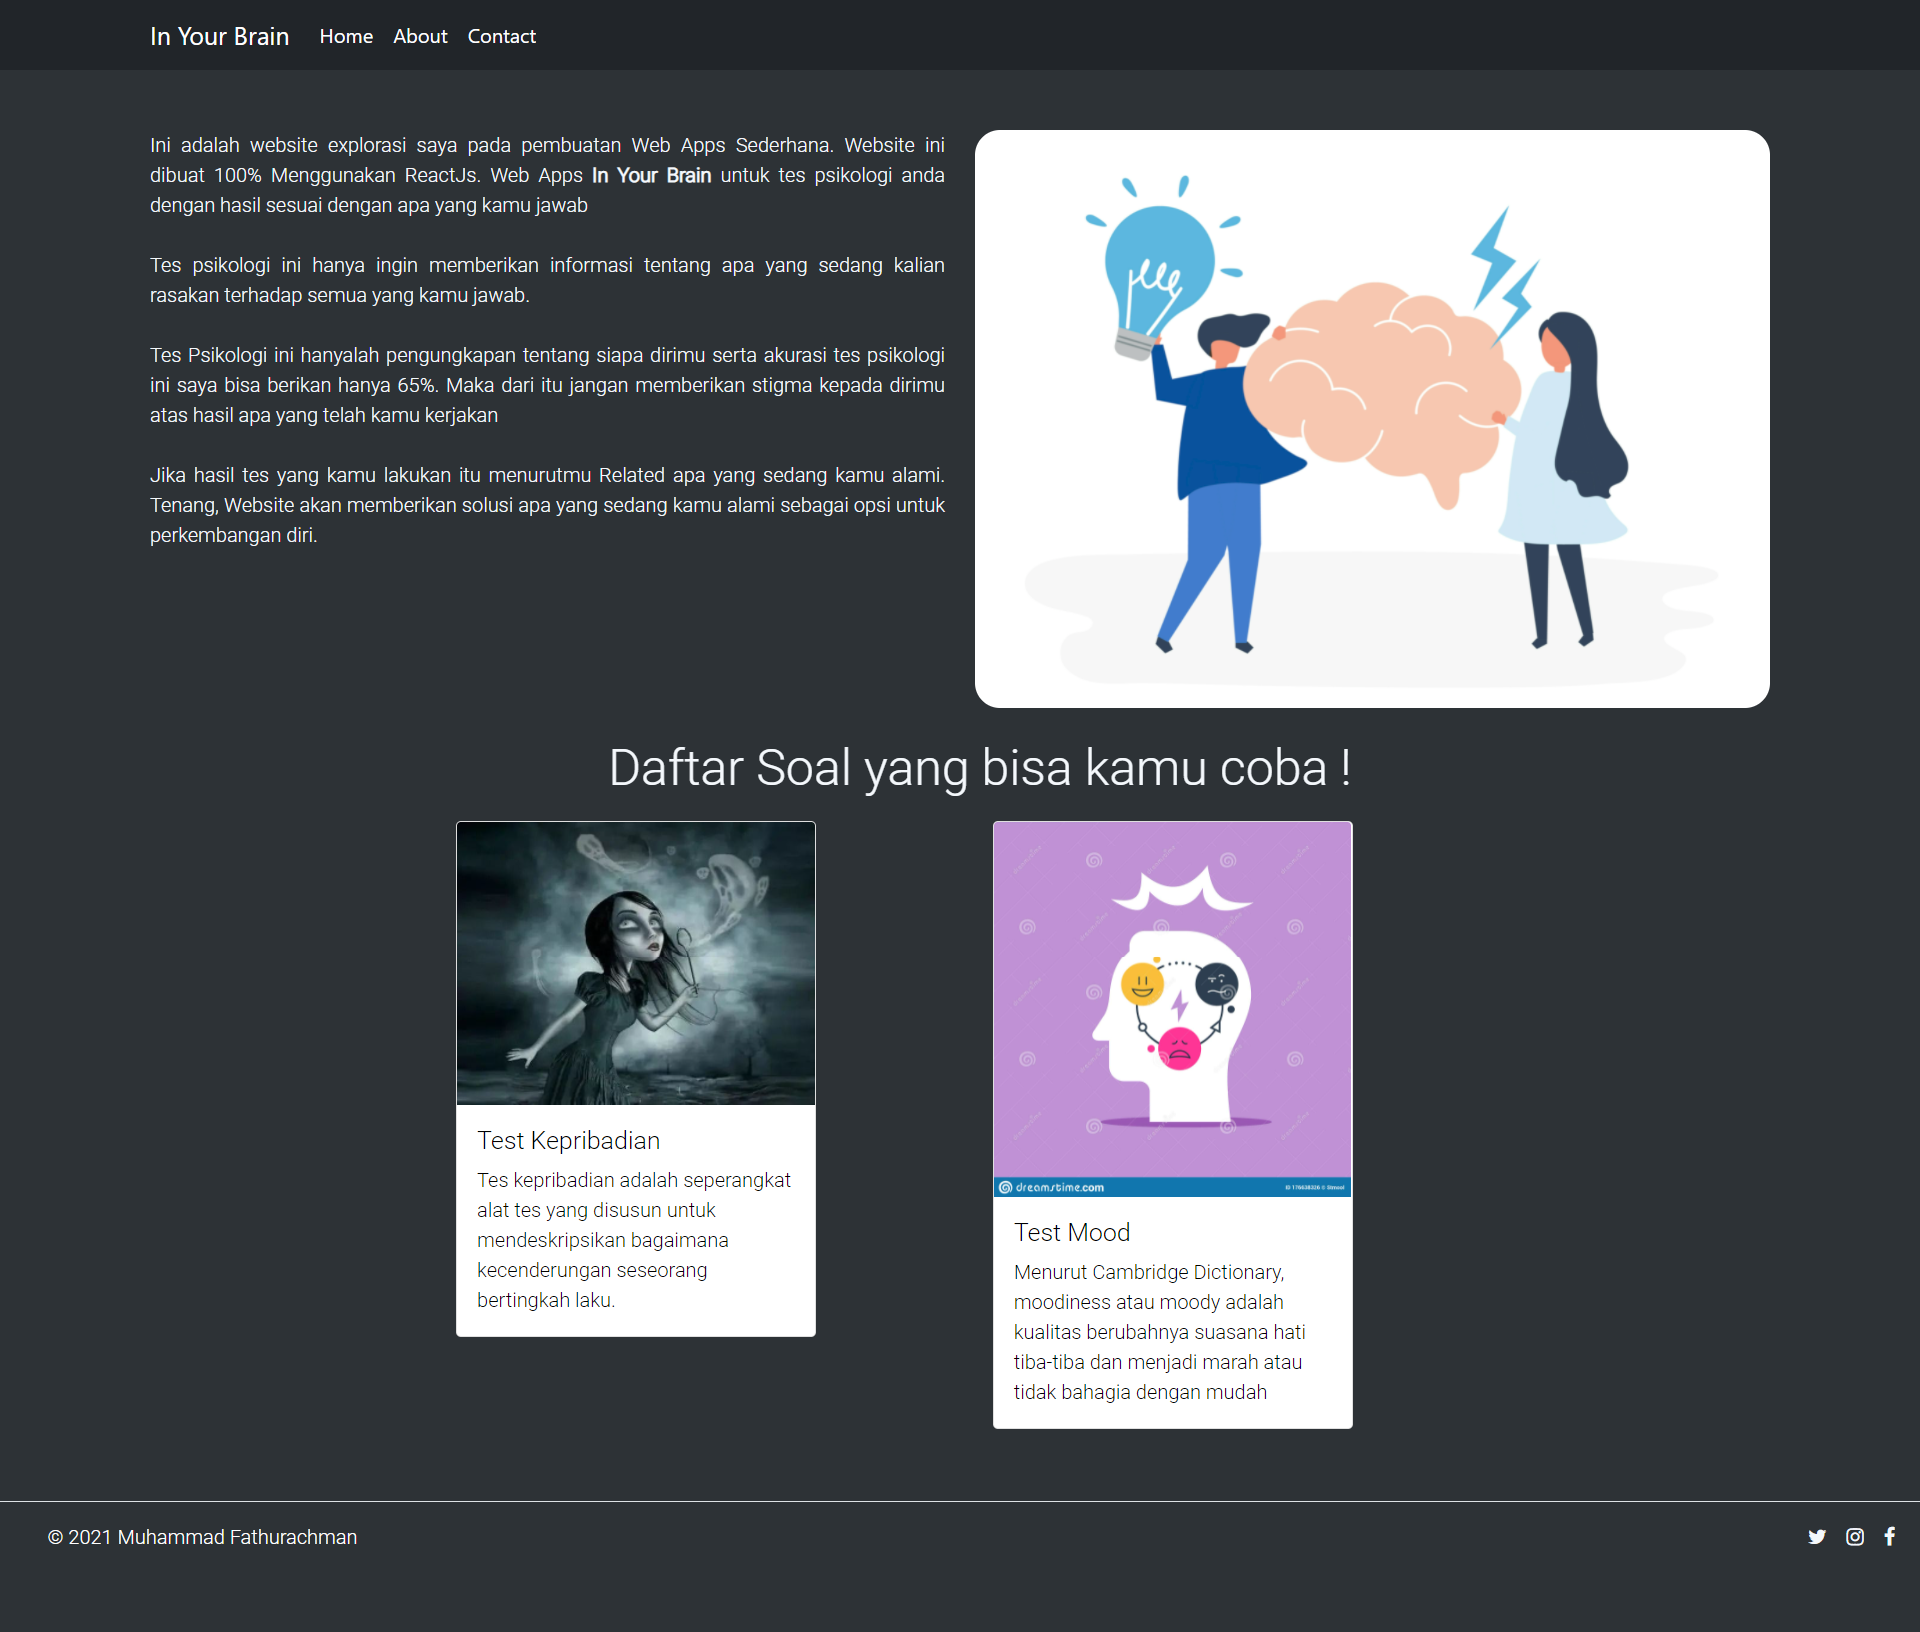 In Your Brain Home About Contact
Ini adalah website explorasi saya pada pembuatan Web Apps Sederhana. Website ini
dibuat 100% Menggunakan ReactJs. Web Apps In Your Brain untuk tes psikologi anda
dengan hasil sesuai dengan apa yang kamu jawab
Tes psikologi ini hanya ingin memberikan informasi tentang apa yang sedang kalian
rasakan terhadap semua yang kamu jawab.
Tes Psikologi ini hanyalah pengungkapan tentang siapa dirimu serta akurasi tes psikologi
ini saya bisa berikan hanya 65%. Maka dari itu jangan memberikan stigma kepada dirimu
atas hasil apa yang telah kamu kerjakan
Jika hasil tes yang kamu lakukan itu menurutmu Related apa yang sedang kamu alami.
Tenang, Website akan memberikan solusi apa yang sedang kamu alami sebagai opsi untuk
perkembangan diri.
Daftar Soal yang bisa kamu coba !
Test Kepribadian
Tes kepribadian adalah seperangkat
alat tes yang disusun untuk
mendeskripsikan bagaimana
kecenderungan seseorang
bertingkah laku.
dreamstime.com
Test Mood
Menurut Cambridge Dictionary,
moodiness atau moody adalah
kualitas berubahnya suasana hati
tiba-tiba dan menjadi marah atau
tidak bahagia dengan mudah
© 2021 Muhammad Fathurachman